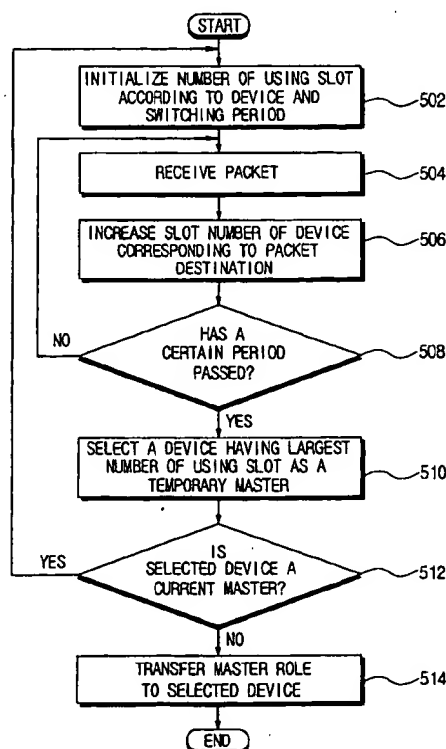 START
INITIALIZE NUMBER OF USING SLOT
ACCORDING TO DEVICE AND
SWITCHING PERIOD
502
RECEIVE PACKET
504
INCREASE SLOT NUMBER OF DEVICE
CORRESPONDING TO PACKET
DESTINATION
506
NO
HAS A
CERTAIN PERIOD
PASSED?
508
YES
SELECT A DEVICE HAVING LARGEST
NUMBER OF USING SLOT AS A
TEMPORARY MASTER
510
YES
IS
SELECTED DEVICE A
CURRENT MASTER?
512
NO
TRANSFER MASTER ROLE
TO SELECTED DEVICE
514
END